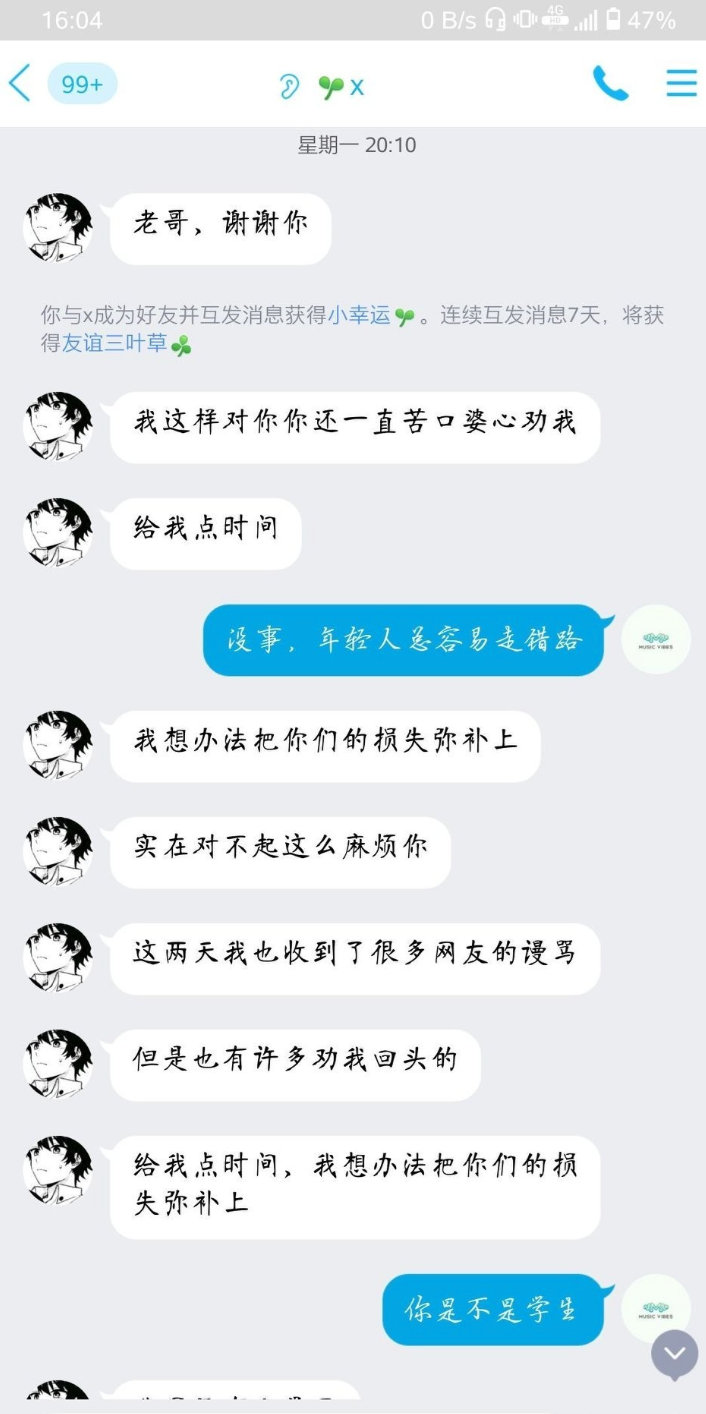 16:04
0 B/s 4G HD 47%
99+
x
星期一 20:10
老哥，谢谢你
你与x成为好友并互发消息获得小幸运。连续互发消息7天，将获
得友谊三叶草
我这样对你你还一直苦口婆心劝我
给我点时间
没事，年轻人总容易走错路
MUSIC VIBES
我想办法把你们的损失弥补上
实在对不起这么麻烦你
这两天我也收到了很多网友的谩骂
但是也有许多劝我回头的
给我点时间，我想办法把你们的损
失弥补上
你是不是学生
MUSIC VIBES